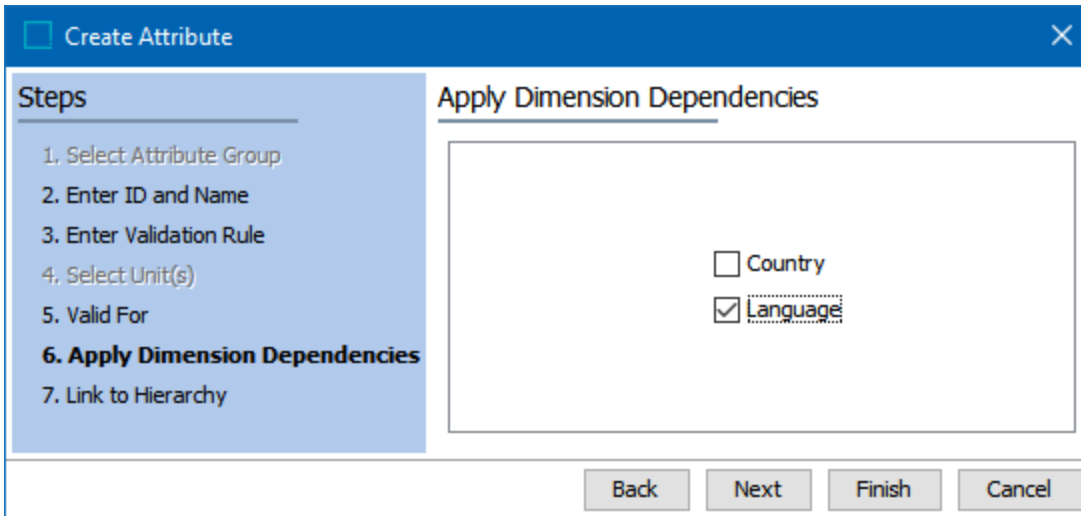 Create Attribute
Steps
1. Select Attribute Group
2. Enter ID and Name
3. Enter Validation Rule
4. Select Unit(s)
5. Valid For
6. Apply Dimension Dependencies
7. Link to Hierarchy
Apply Dimension Dependencies
Country
Language
Back Next Finish Cancel